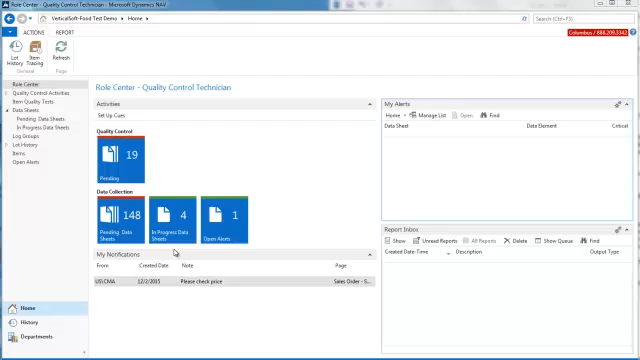 Role Center - Quality Control Technician - Microsoft Dynamics NAV
VerticalSoft-Food Test Demo
Home
Search (Ctrl+F3)
ACTIONS
REPORT
Columbus / 888.209.3342
Lot History
Item Tracing
Refresh
General
Page
Role Center
Quality Control Activities
Item Quality Tests
Data Sheets
Pending Data Sheets
In Progress Data Sheets
Log Groups
Lot History
Items
Open Alerts
Home
History
Departments
Role Center - Quality Control Technician
Activities
Set Up Cues
Quality Control
19
Pending
Data Collection
148
Pending Data Sheets
4
In Progress Data Sheets
1
Open Alerts
My Notifications
From Created Date Note Page
US\CMA 12/2/2015 Please check price Sales Order - S...
My Alerts
Home Manage List Open Find
Data Sheet Data Element Critical
Report Inbox
Show Unread Reports All Reports Delete Show Queue Find
Created Date-Time Description Output Type